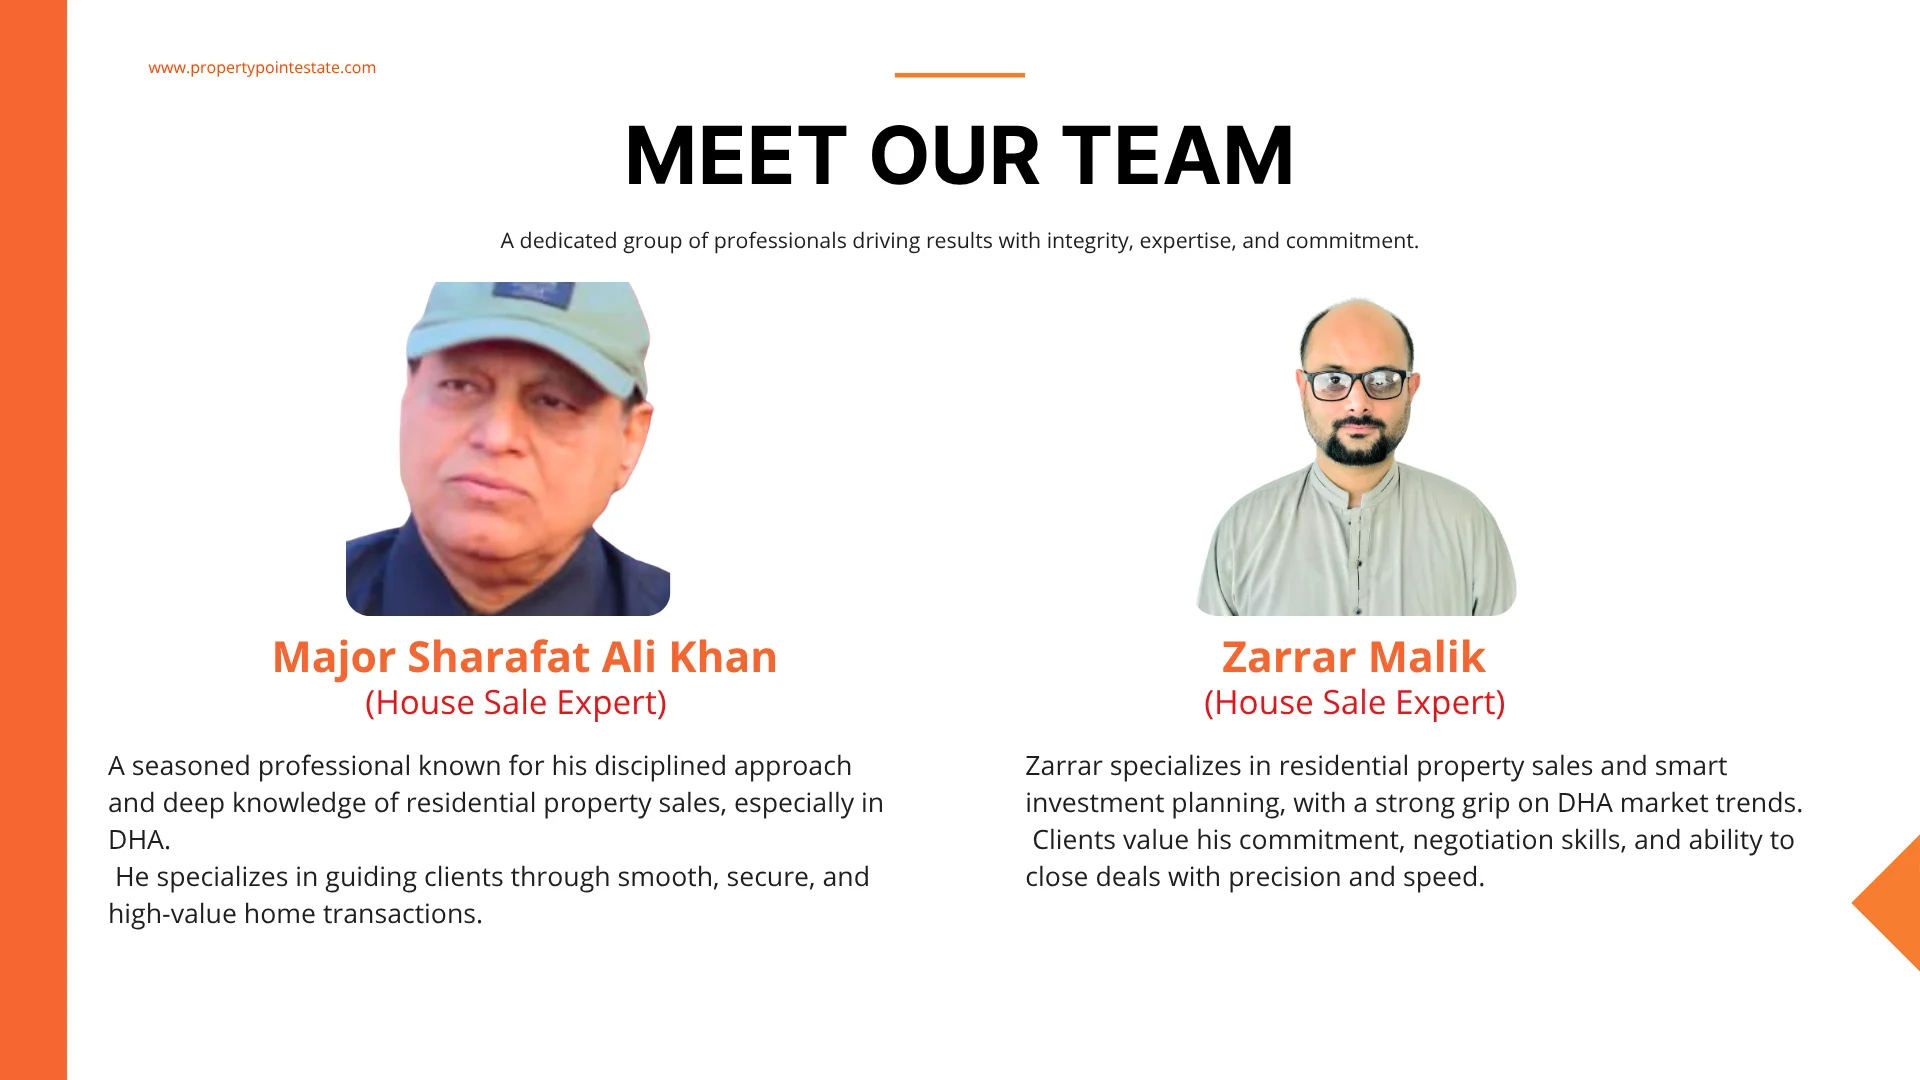 www.propertypointestate.com
MEET OUR TEAM
A dedicated group of professionals driving results with integrity, expertise, and commitment.
Major Sharafat Ali Khan
(House Sale Expert)
A seasoned professional known for his disciplined approach
and deep knowledge of residential property sales, especially in
DHA.
He specializes in guiding clients through smooth, secure, and
high-value home transactions.
Zarrar Malik
(House Sale Expert)
Zarrar specializes in residential property sales and smart
investment planning, with a strong grip on DHA market trends.
Clients value his commitment, negotiation skills, and ability to
close deals with precision and speed.